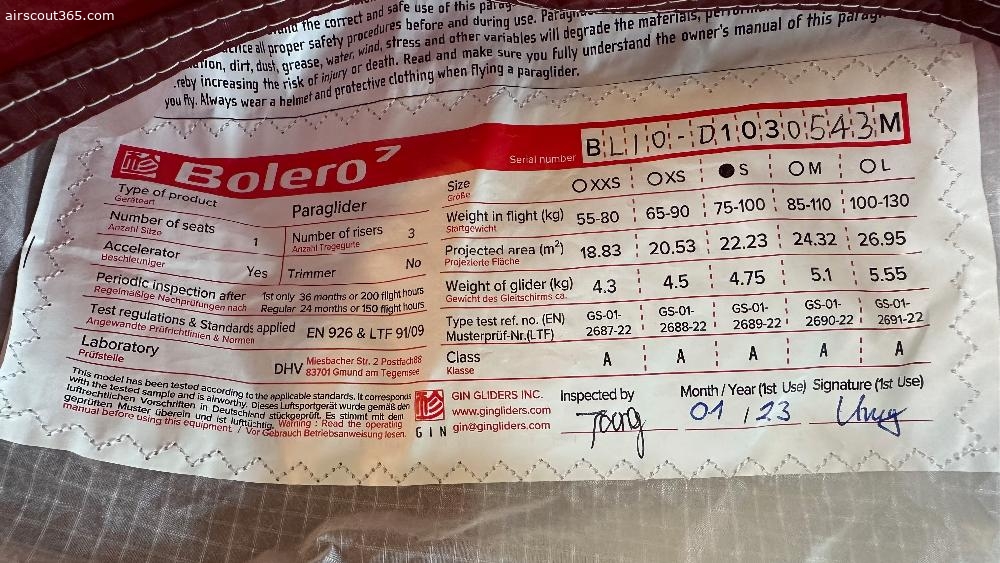 airscout365.com
and the correct and safe use of this
all proper safety procedures before and during use.
dirt, dust, grease, water, wind, stress and other variables will degrade the materials,
reby increasing the risk of injury or death. Read and make sure you fully understand the owner's manual of this
you fly. Always wear a helmet and protective clothing when flying a paraglider.
Bolero 7
Serial number BL10-D1030543M
Type of product
Geräteart
Paraglider
Number of seats 1
Anzahl Sitze
Number of risers 3
Anzahl Tragegurte
Accelerator Yes
Beschleuniger
Trimmer No
Periodic inspection after 1st only 36 months or 200 flight hours
Regelmäßige Nachprüfungen nach Regular 24 months or 150 flight hours
Test regulations & Standards applied EN 926 & LTF 91/09
Angewandte Prüfrichtlinien & Normen
Laboratory
Prüfstelle
DHV Miesbacher Str. 2 Postfach88
83701 Gmund am Tegernsee
This model has been tested according to the applicable standards. It corresponds
with the tested sample and is airworthy. Dieses Luftsportgerät wurde gemäß den
luftrechtlichen Vorschriften in Deutschland stückgeprüft. Es stimmt mit dem
geprüften Muster überein und ist lufttüchtig. Warning : Read the operating
manual before using this equipment. / Vor Gebrauch Betriebsanweisung lesen.
Size XXS XS S M L
Größe
Weight in flight (kg) 55-80 65-90 75-100 85-110 100-130
Startgewicht
Projected area (m²) 18.83 20.53 22.23 24.32 26.95
Projezierte Fläche
Weight of glider (kg) 4.3 4.5 4.75 5.1 5.55
Gewicht des Gleitschirms ca.
Type test ref. no. (EN) GS-01- GS-01- GS-01- GS-01- GS-01-
Musterprüf-Nr.(LTF) 2687-22 2688-22 2689-22 2690-22 2691-22
Class A A A A A
Klasse
GIN
GIN GLIDERS INC.
www.gingliders.com
gin@gingliders.com
Inspected by
Month / Year (1st Use) 01 / 23
Signature (1st Use)